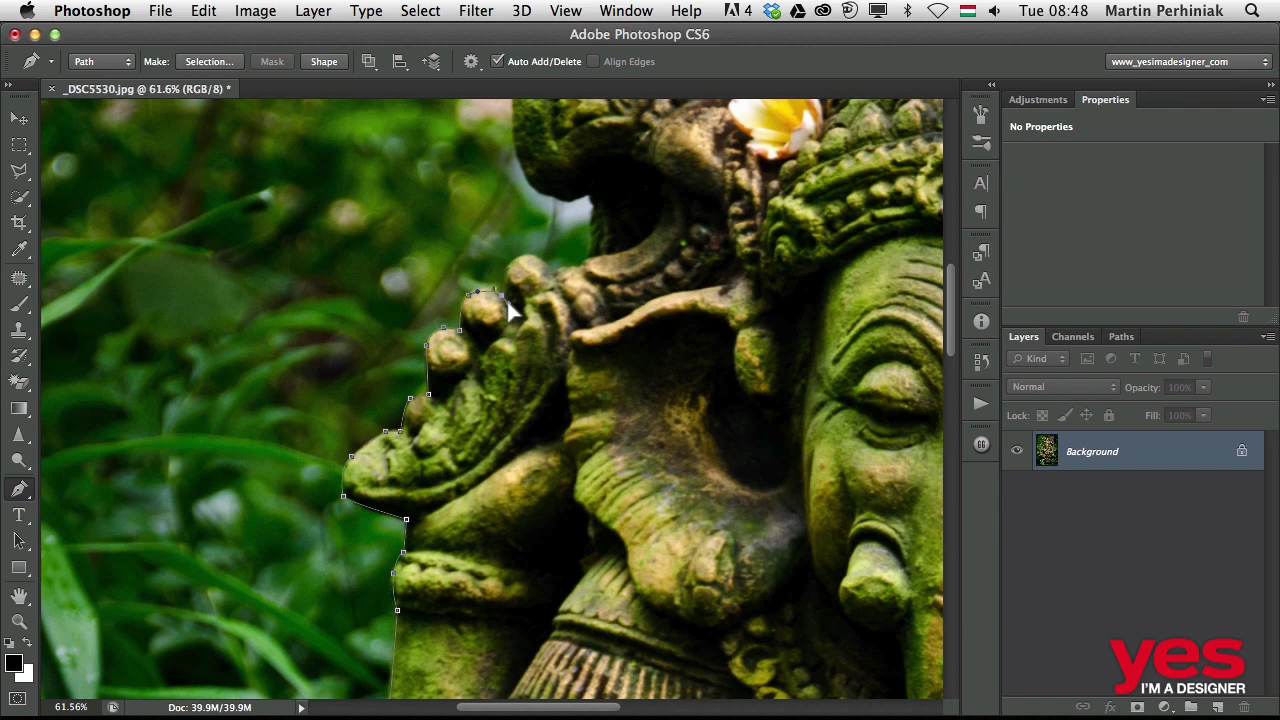 Photoshop File Edit Image Layer Type Select Filter 3D View Window Help 4 Tue 08:48 Martin Perhiniak
Adobe Photoshop CS6
Path Make: Selection... Mask Shape Auto Add/Delete Align Edges www_yesimadesigner_com
_DSC5530.jpg @ 61.6% (RGB/8) *
Adjustments Properties
No Properties
Layers Channels Paths
Kind
Normal Opacity: 100%
Lock: Fill: 100%
Background
yes
I'M A DESIGNER
61.56% Doc: 39.9M/39.9M